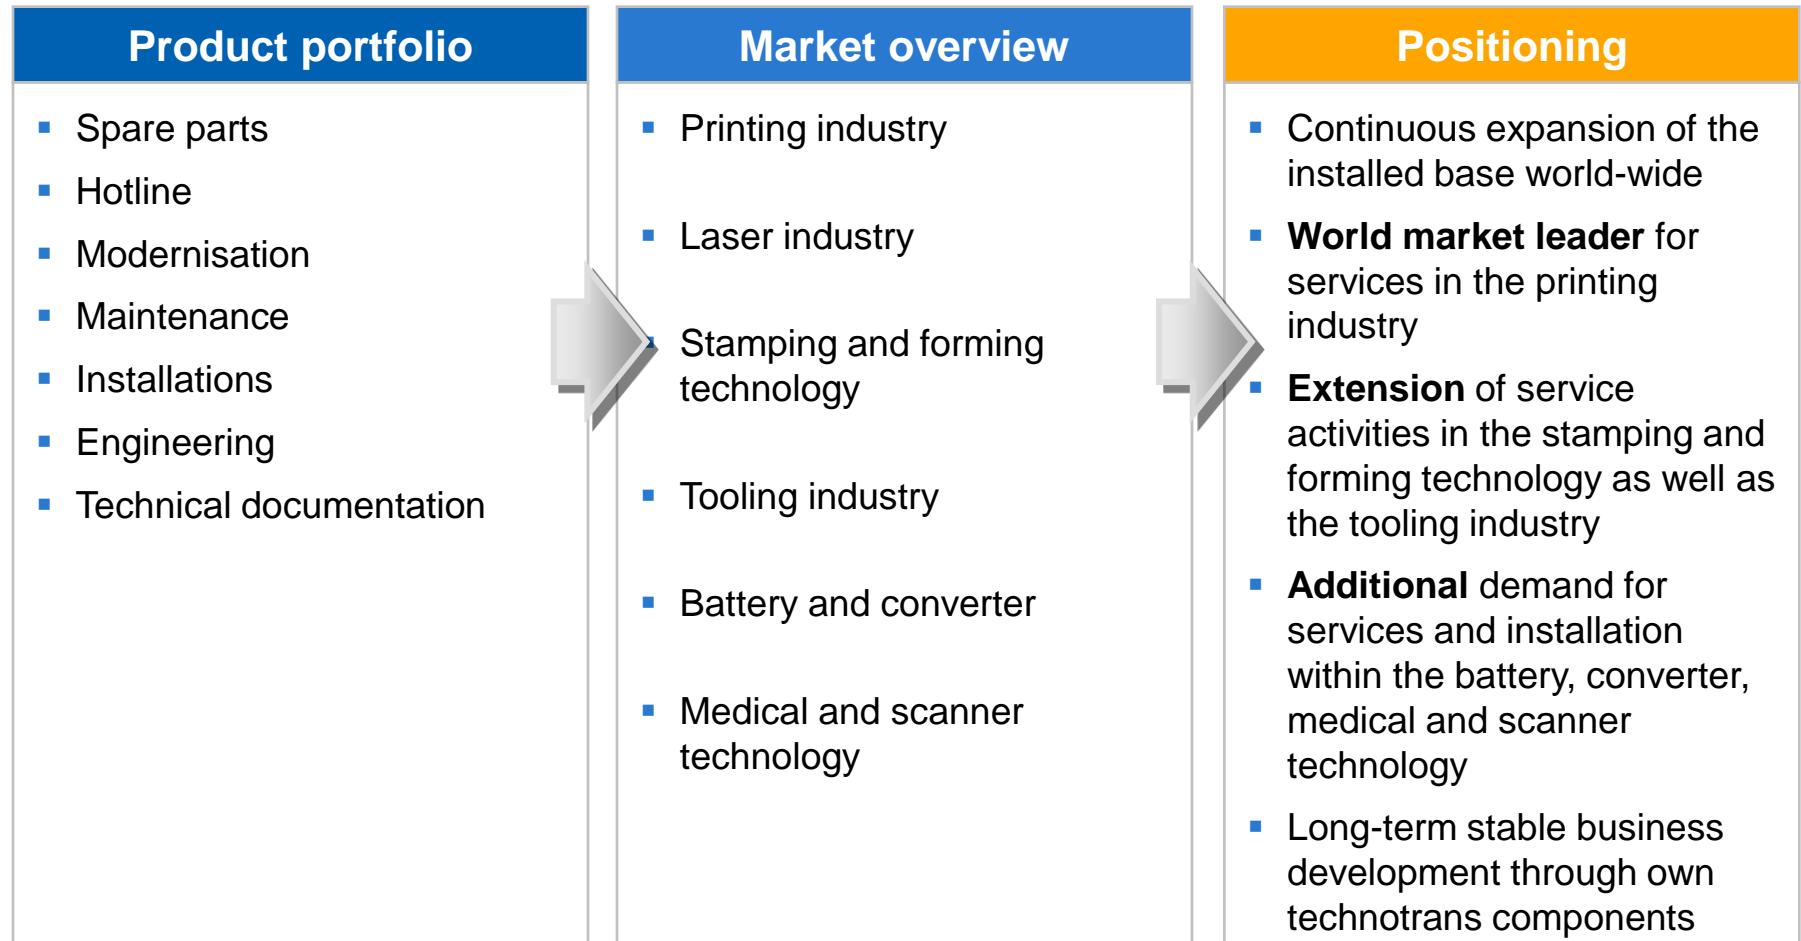 Product portfolio
Spare parts
Hotline
Modernisation
Maintenance
Installations
Engineering
Technical documentation
Market overview
Printing industry
Laser industry
Stamping and forming
technology
Tooling industry
Battery and converter
Medical and scanner
technology
Positioning
Continuous expansion of the
installed base world-wide
World market leader for
services in the printing
industry
Extension of service
activities in the stamping and
forming technology as well as
the tooling industry
Additional demand for
services and installation
within the battery, converter,
medical and scanner
technology
Long-term stable business
development through own
technotrans components